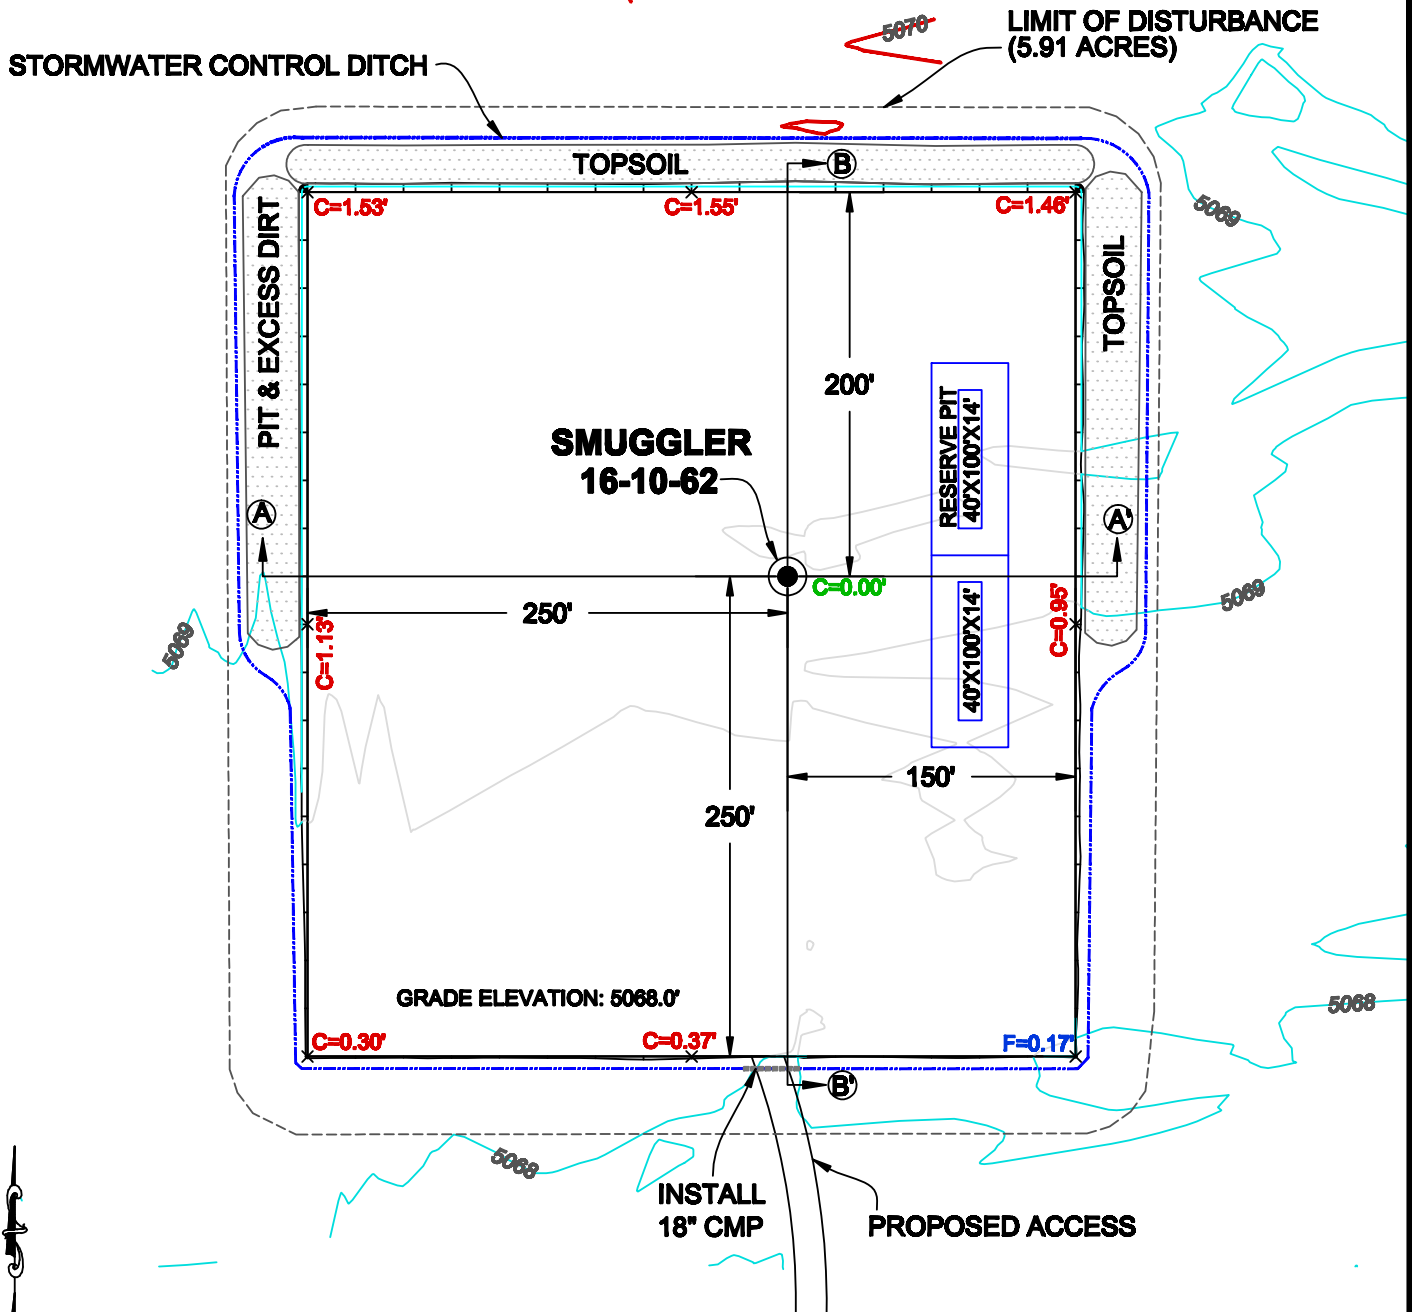 5070
LIMIT OF DISTURBANCE
(5.91 ACRES)
STORMWATER CONTROL DITCH
TOPSOIL
B
C=1.53'
C=1.55'
C=1.46'
5069
PIT & EXCESS DIRT
TOPSOIL
200'
RESERVE PIT
40'X100'X14'
SMUGGLER
16-10-62
A
A'
C=0.00'
5069
250'
C=0.95'
5069
C=1.13'
40'X100'X14'
150'
250'
GRADE ELEVATION: 5068.0'
5068
C=0.30'
C=0.37'
F=0.17'
B'
5068
INSTALL
18" CMP
PROPOSED ACCESS